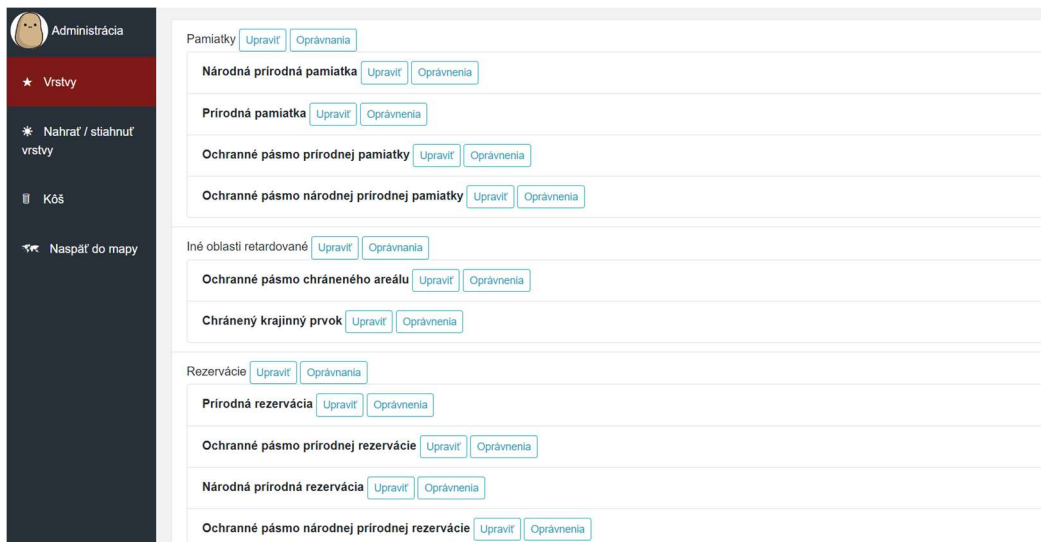 Administrácia
Vrstvy
Nahrať / stiahnuť
vrstvy
Kôš
Naspäť do mapy
Pamiatky Upraviť Oprávnania
Národná prírodná pamiatka Upraviť Oprávnenia
Prírodná pamiatka Upraviť Oprávnenia
Ochranné pásmo prírodnej pamiatky Upraviť Oprávnenia
Ochranné pásmo národnej prírodnej pamiatky Upraviť Oprávnenia
Iné oblasti retardované Upraviť Oprávnania
Ochranné pásmo chráneného areálu Upraviť Oprávnenia
Chránený krajinný prvok Upraviť Oprávnenia
Rezervácie Upraviť Oprávnania
Prírodná rezervácia Upraviť Oprávnenia
Ochranné pásmo prírodnej rezervácie Upraviť Oprávnenia
Národná prírodná rezervácia Upraviť Oprávnenia
Ochranné pásmo národnej prírodnej rezervácie Upraviť Oprávnenia